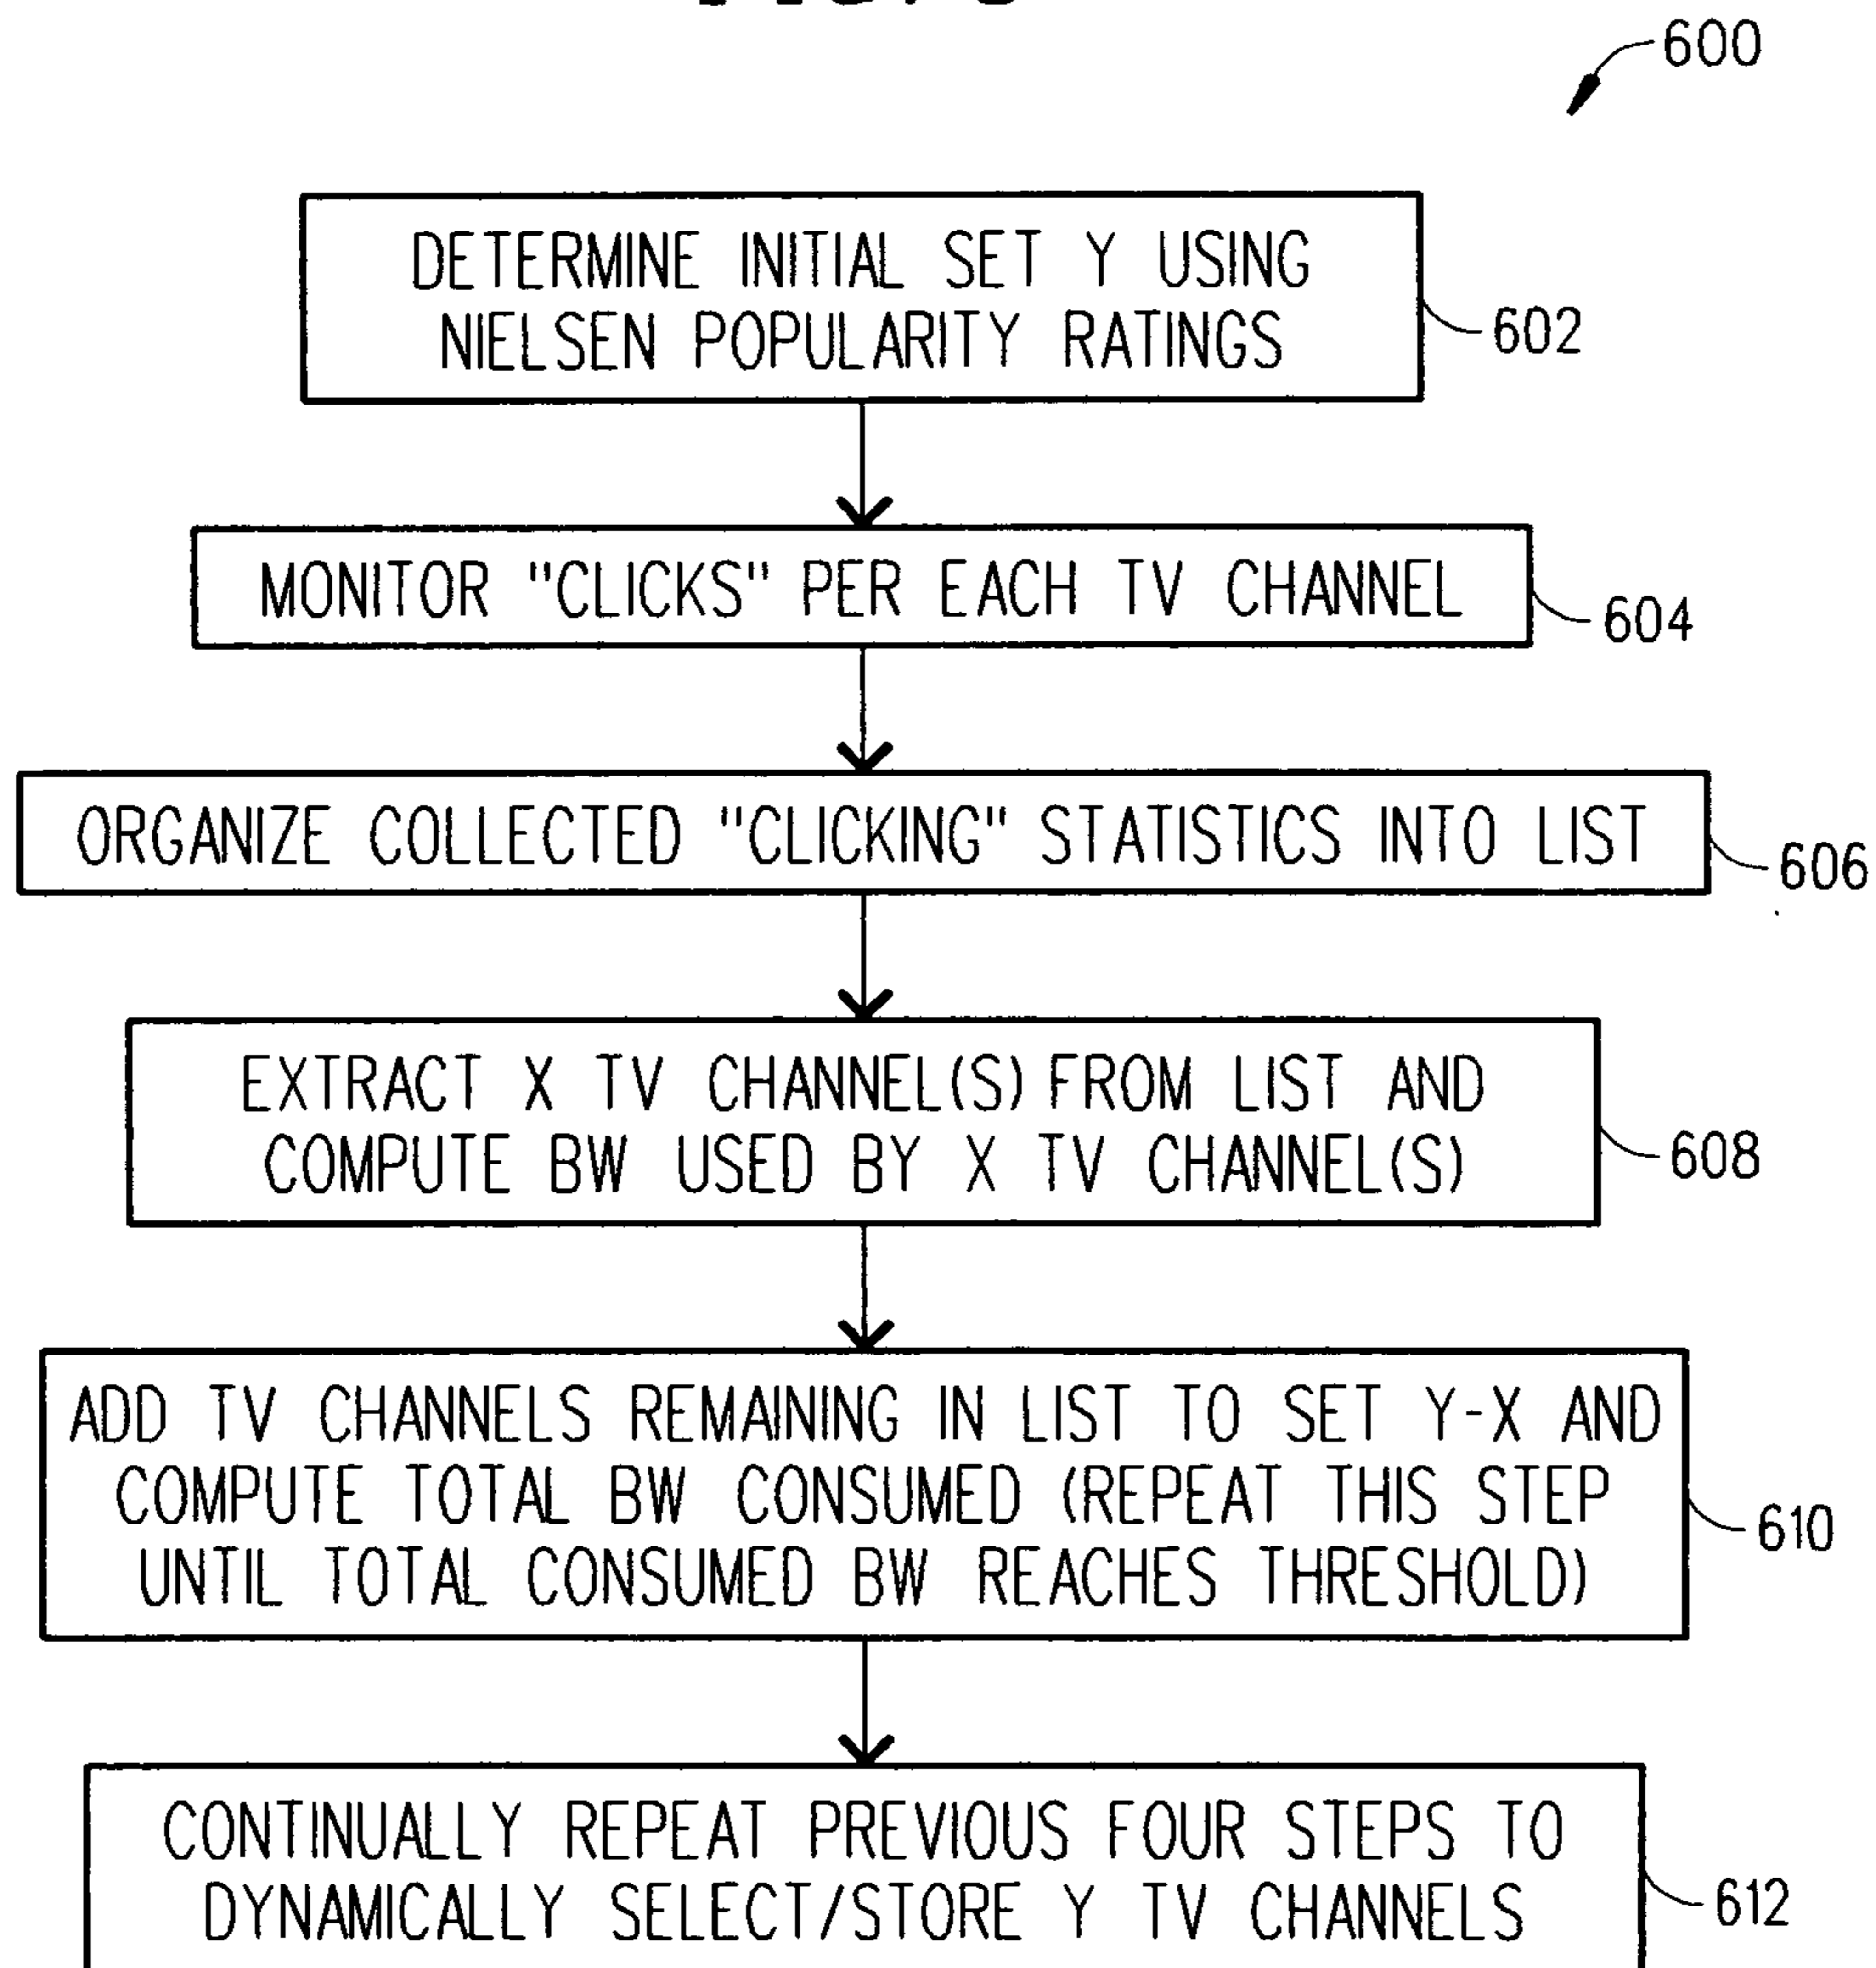 600
DETERMINE INITIAL SET Y USING
NIELSEN POPULARITY RATINGS
602
MONITOR "CLICKS" PER EACH TV CHANNEL
604
ORGANIZE COLLECTED "CLICKING" STATISTICS INTO LIST
606
EXTRACT X TV CHANNEL(S) FROM LIST AND
COMPUTE BW USED BY X TV CHANNEL(S)
608
ADD TV CHANNELS REMAINING IN LIST TO SET Y-X AND
COMPUTE TOTAL BW CONSUMED (REPEAT THIS STEP
UNTIL TOTAL CONSUMED BW REACHES THRESHOLD)
610
CONTINUALLY REPEAT PREVIOUS FOUR STEPS TO
DYNAMICALLY SELECT/STORE Y TV CHANNELS
612